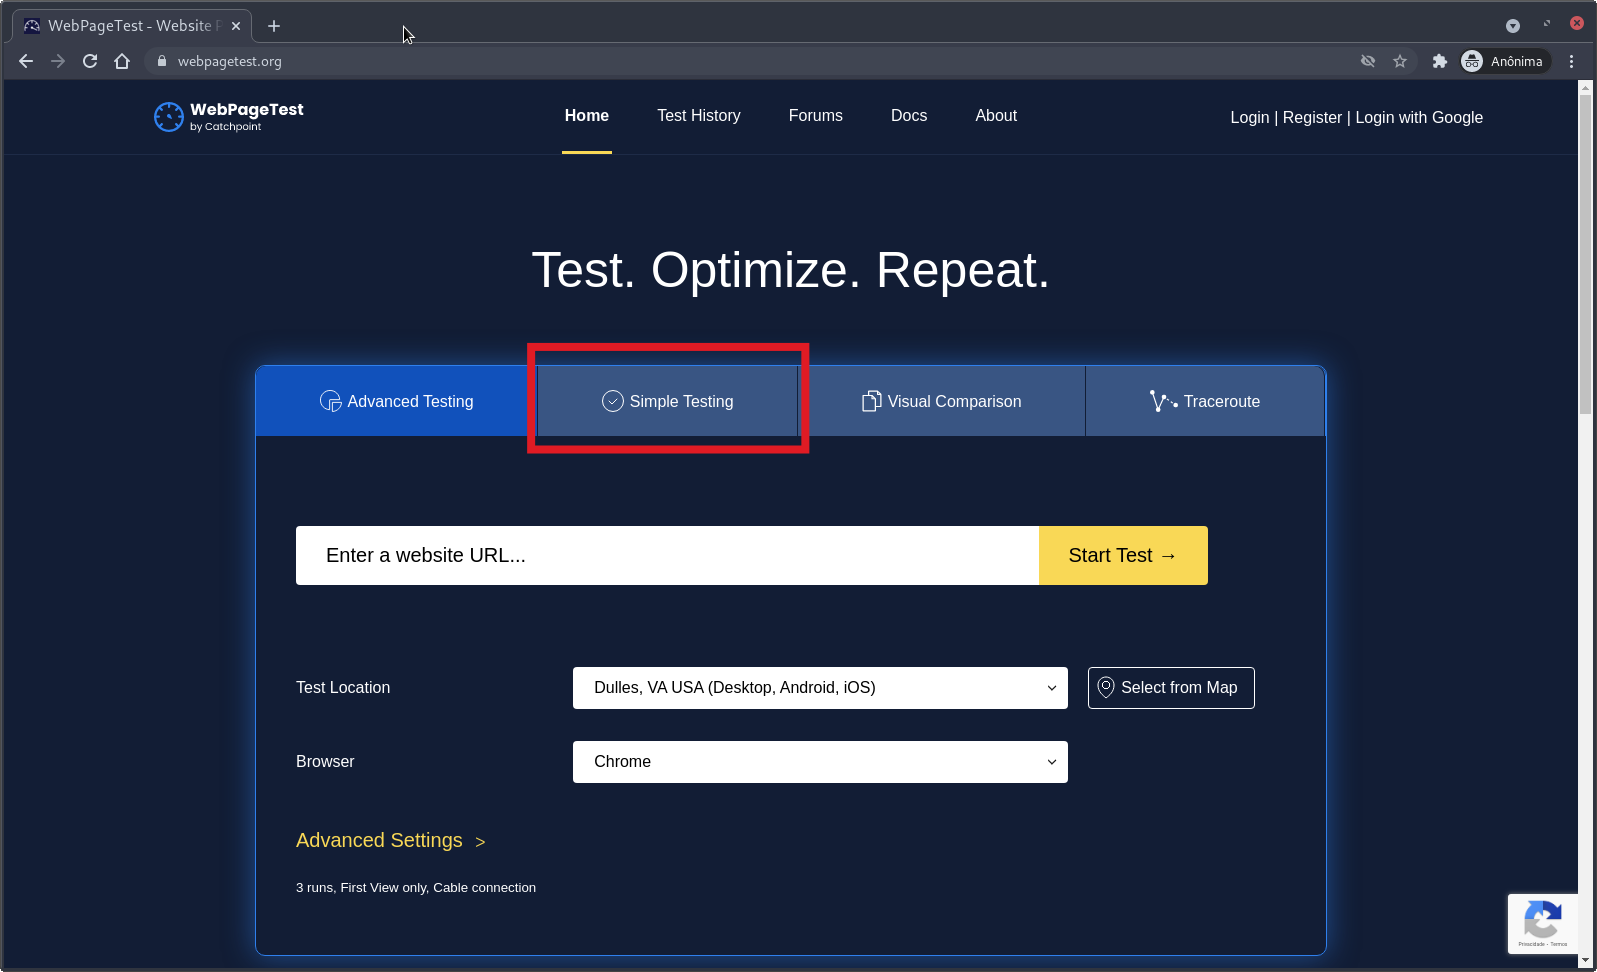 WebPageTest - Website P
webpagetest.org
Anônima
WebPageTest
by Catchpoint
Home Test History Forums Docs About
Login | Register | Login with Google
Test. Optimize. Repeat.
Advanced Testing Simple Testing Visual Comparison Traceroute
Enter a website URL... Start Test →
Test Location Dulles, VA USA (Desktop, Android, iOS) Select from Map
Browser Chrome
Advanced Settings >
3 runs, First View only, Cable connection
Privacidade - Termos